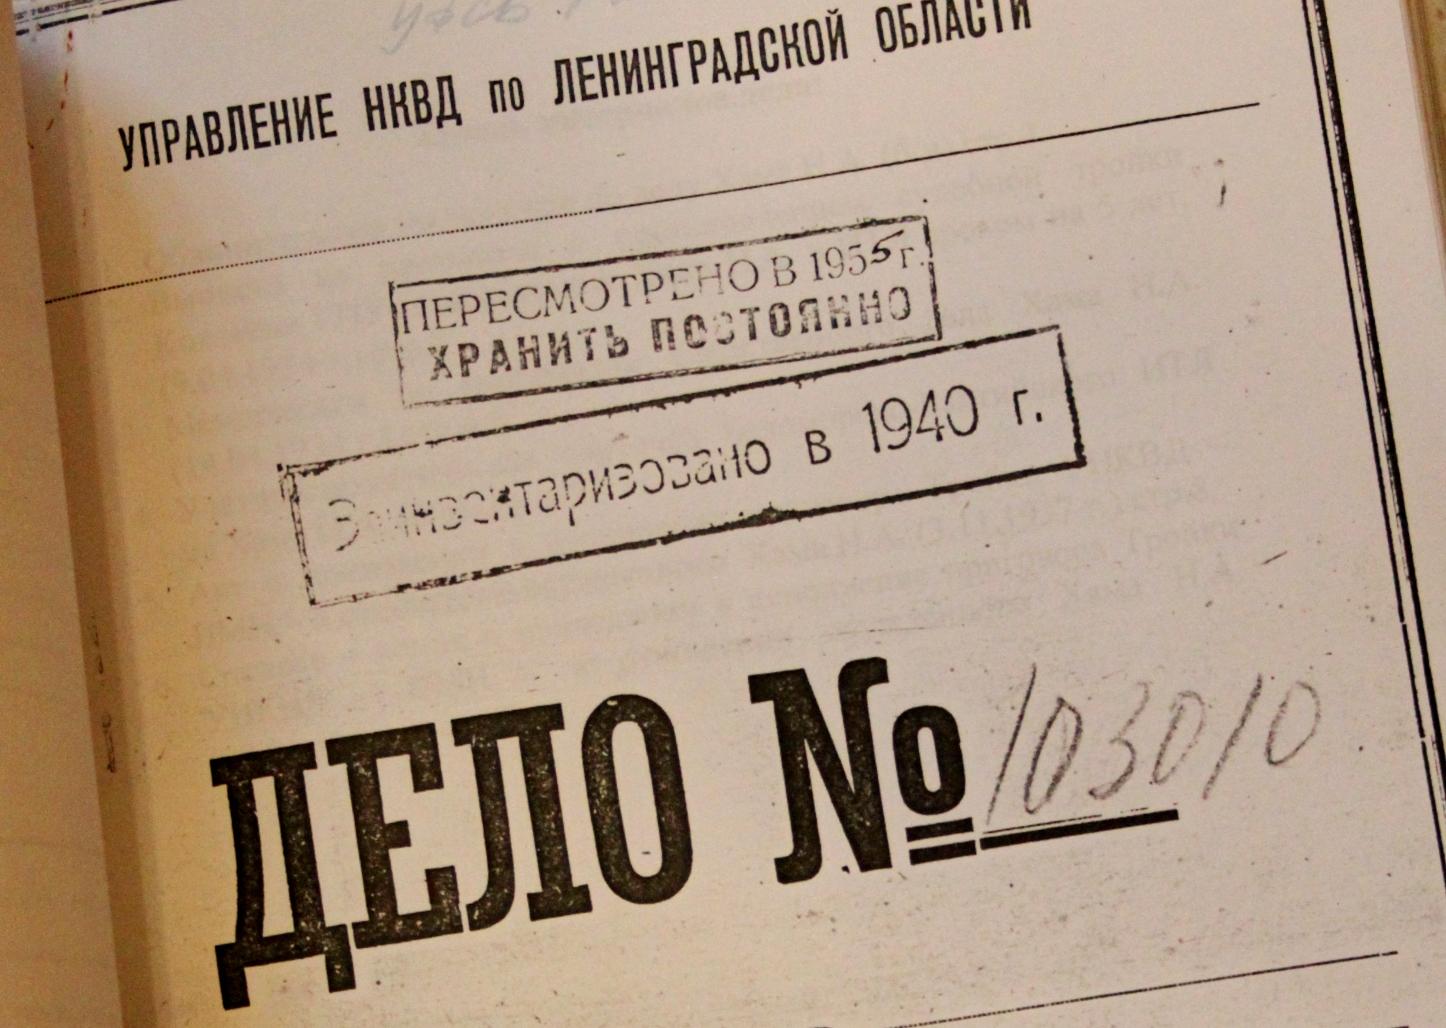 УПРАВЛЕНИЕ НКВД по ЛЕНИНГРАДСКОЙ ОБЛАСТИ
ПЕРЕСМОТРЕНО В 1955 г.
ХРАНИТЬ ПОСТОЯННО
Заинвентаризовано в 1940 г.
ДЕЛО № 103010